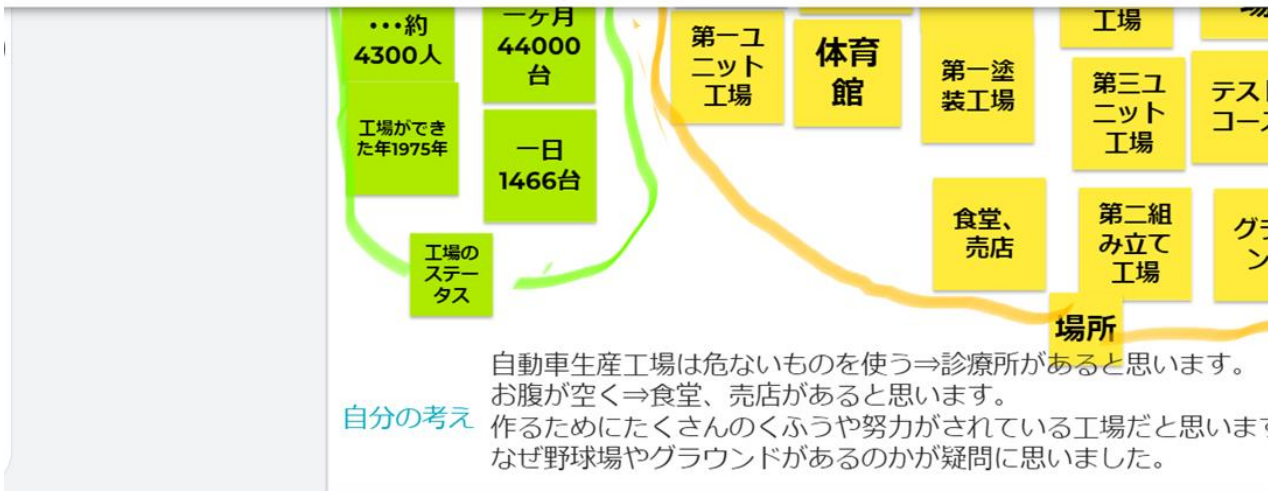 ・・・約
4300人
一ヶ月
44000
台
工場ができ
た年1975年
一日
1466台
工場の
ステー
タス
第一ユ
ニット
工場
体育
館
第一塗
装工場
工場
第三ユ
ニット
工場
食堂、
売店
第二組
み立て
工場
場所
自動車生産工場は危ないものを使う⇒診療所があると思います。
お腹が空く⇒食堂、売店があると思います。
自分の考え
作るためにたくさんのくふうや努力がされている工場だと思います
なぜ野球場やグラウンドがあるのかが疑問に思いました。